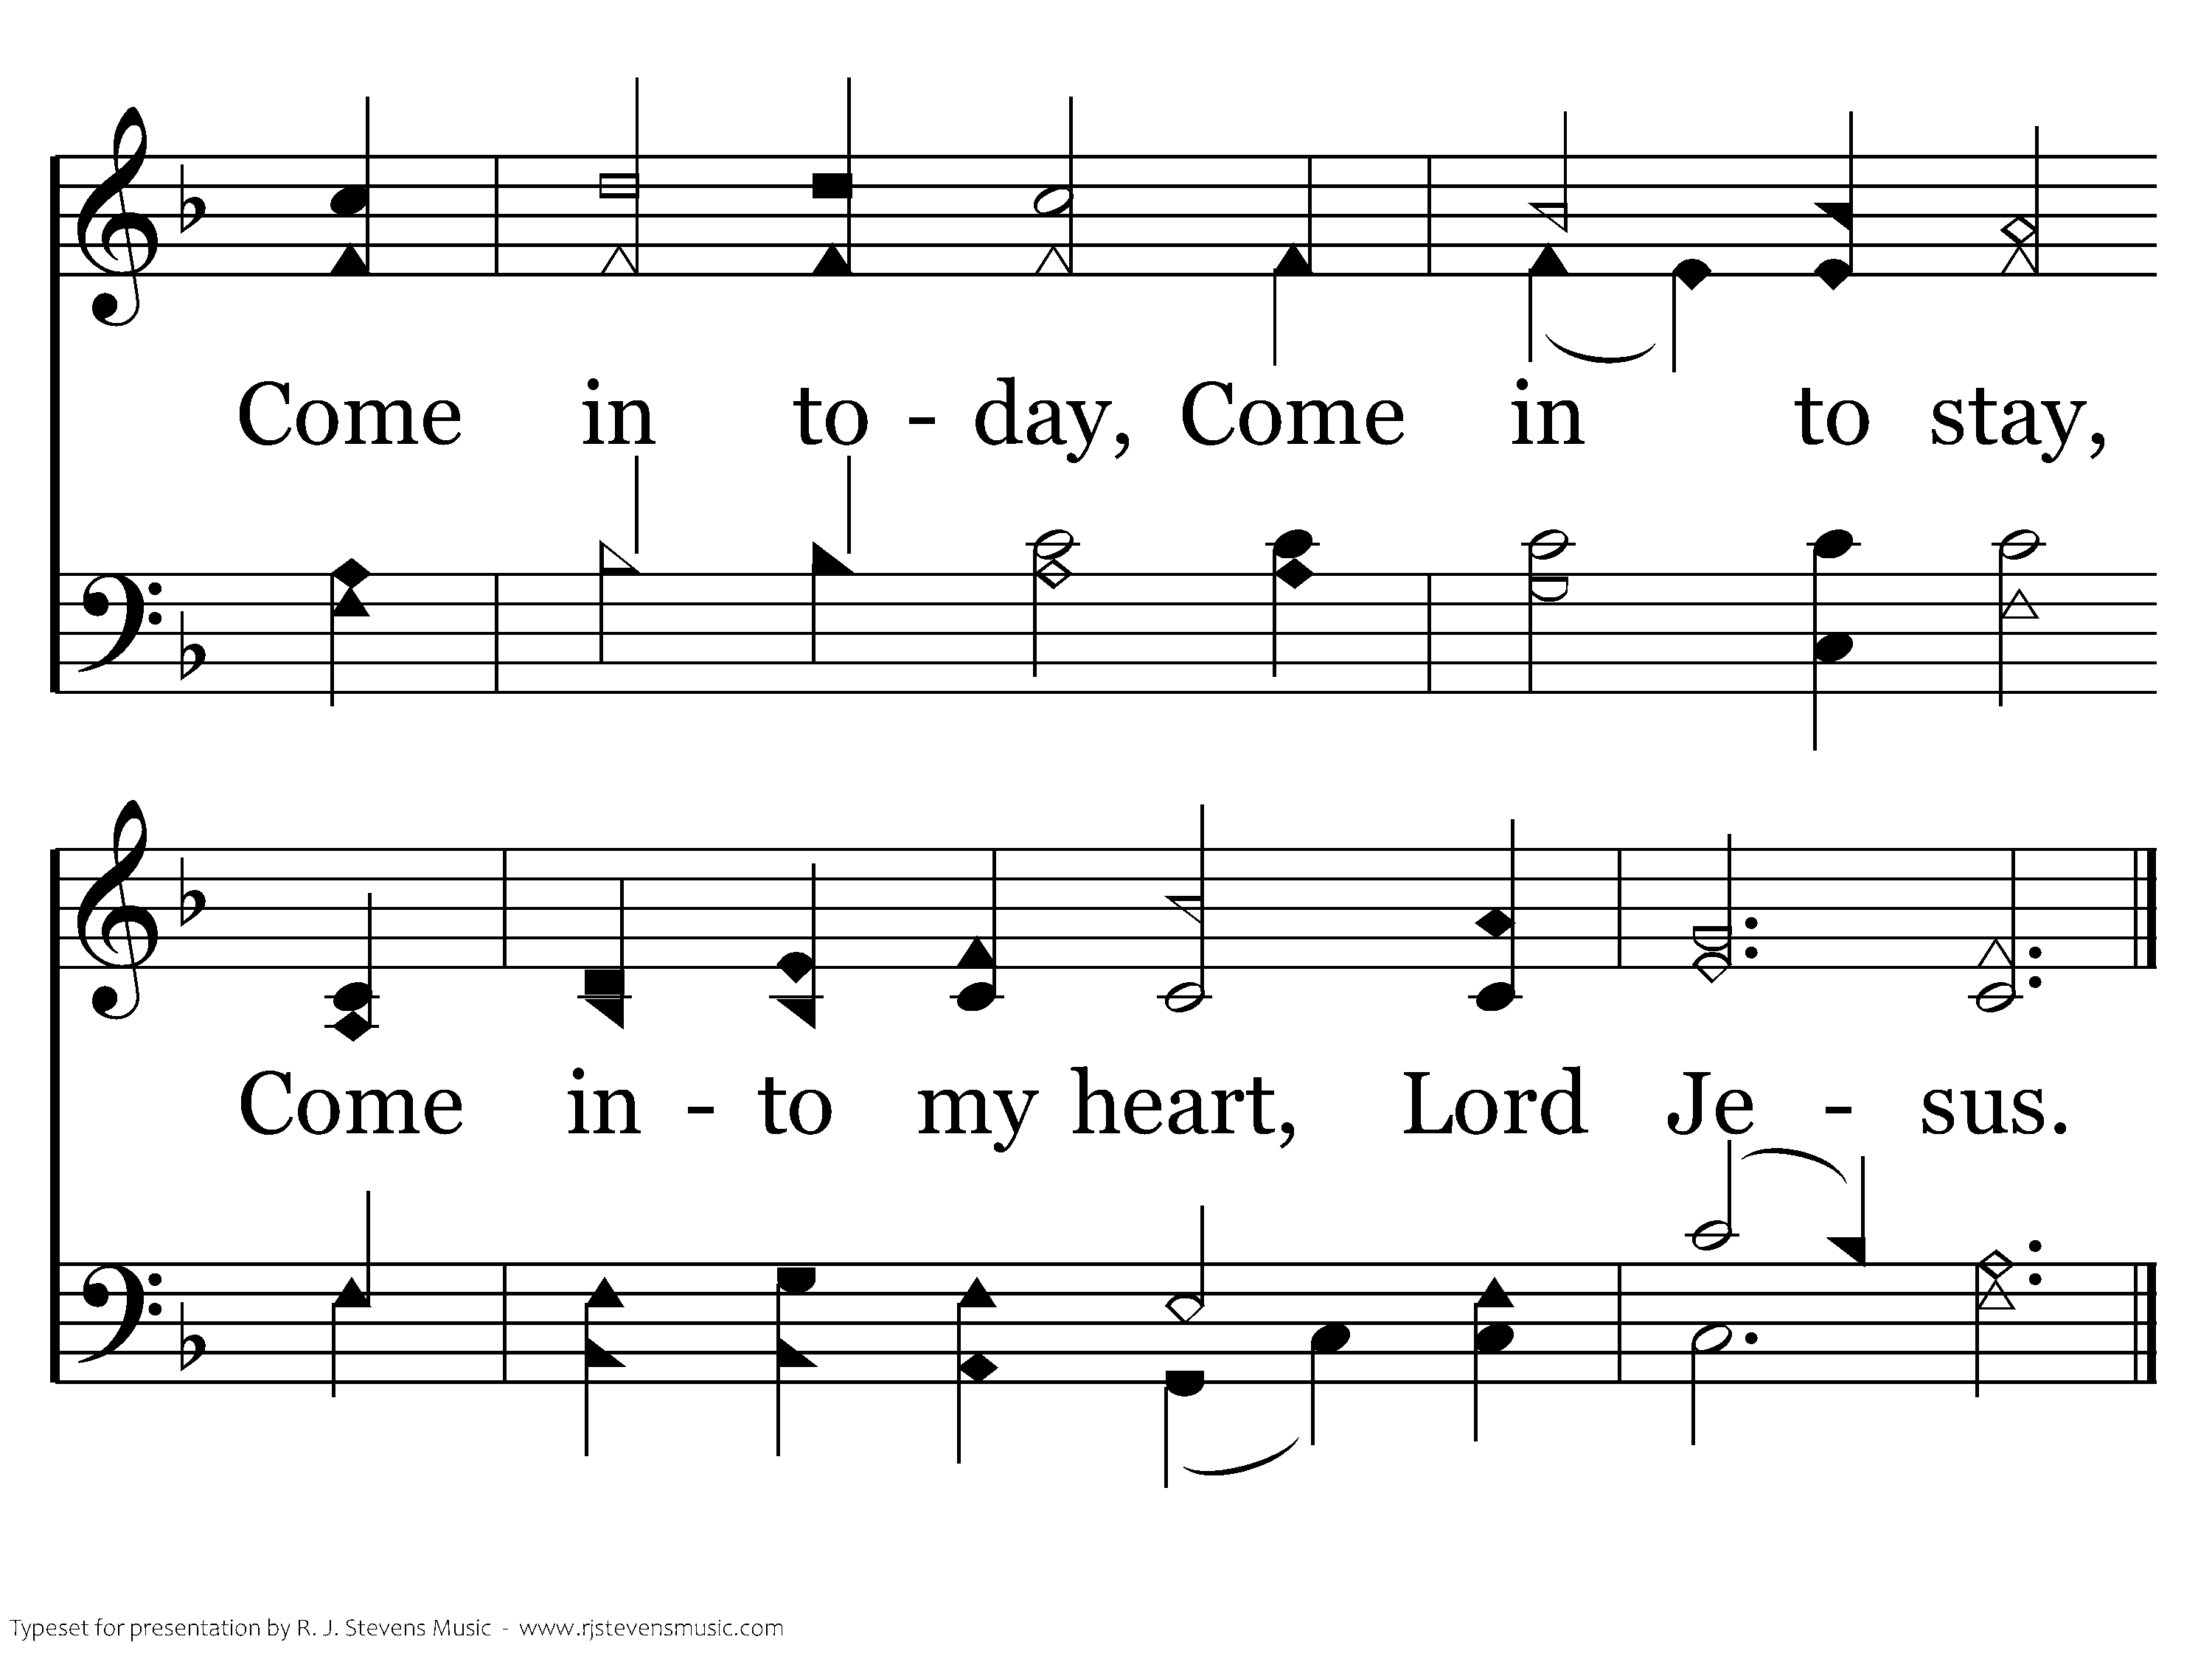 Come in to - day, Come in to stay,
Come in - to my heart, Lord Je - sus.
Typeset for presentation by R. J. Stevens Music - www.rjstevensmusic.com